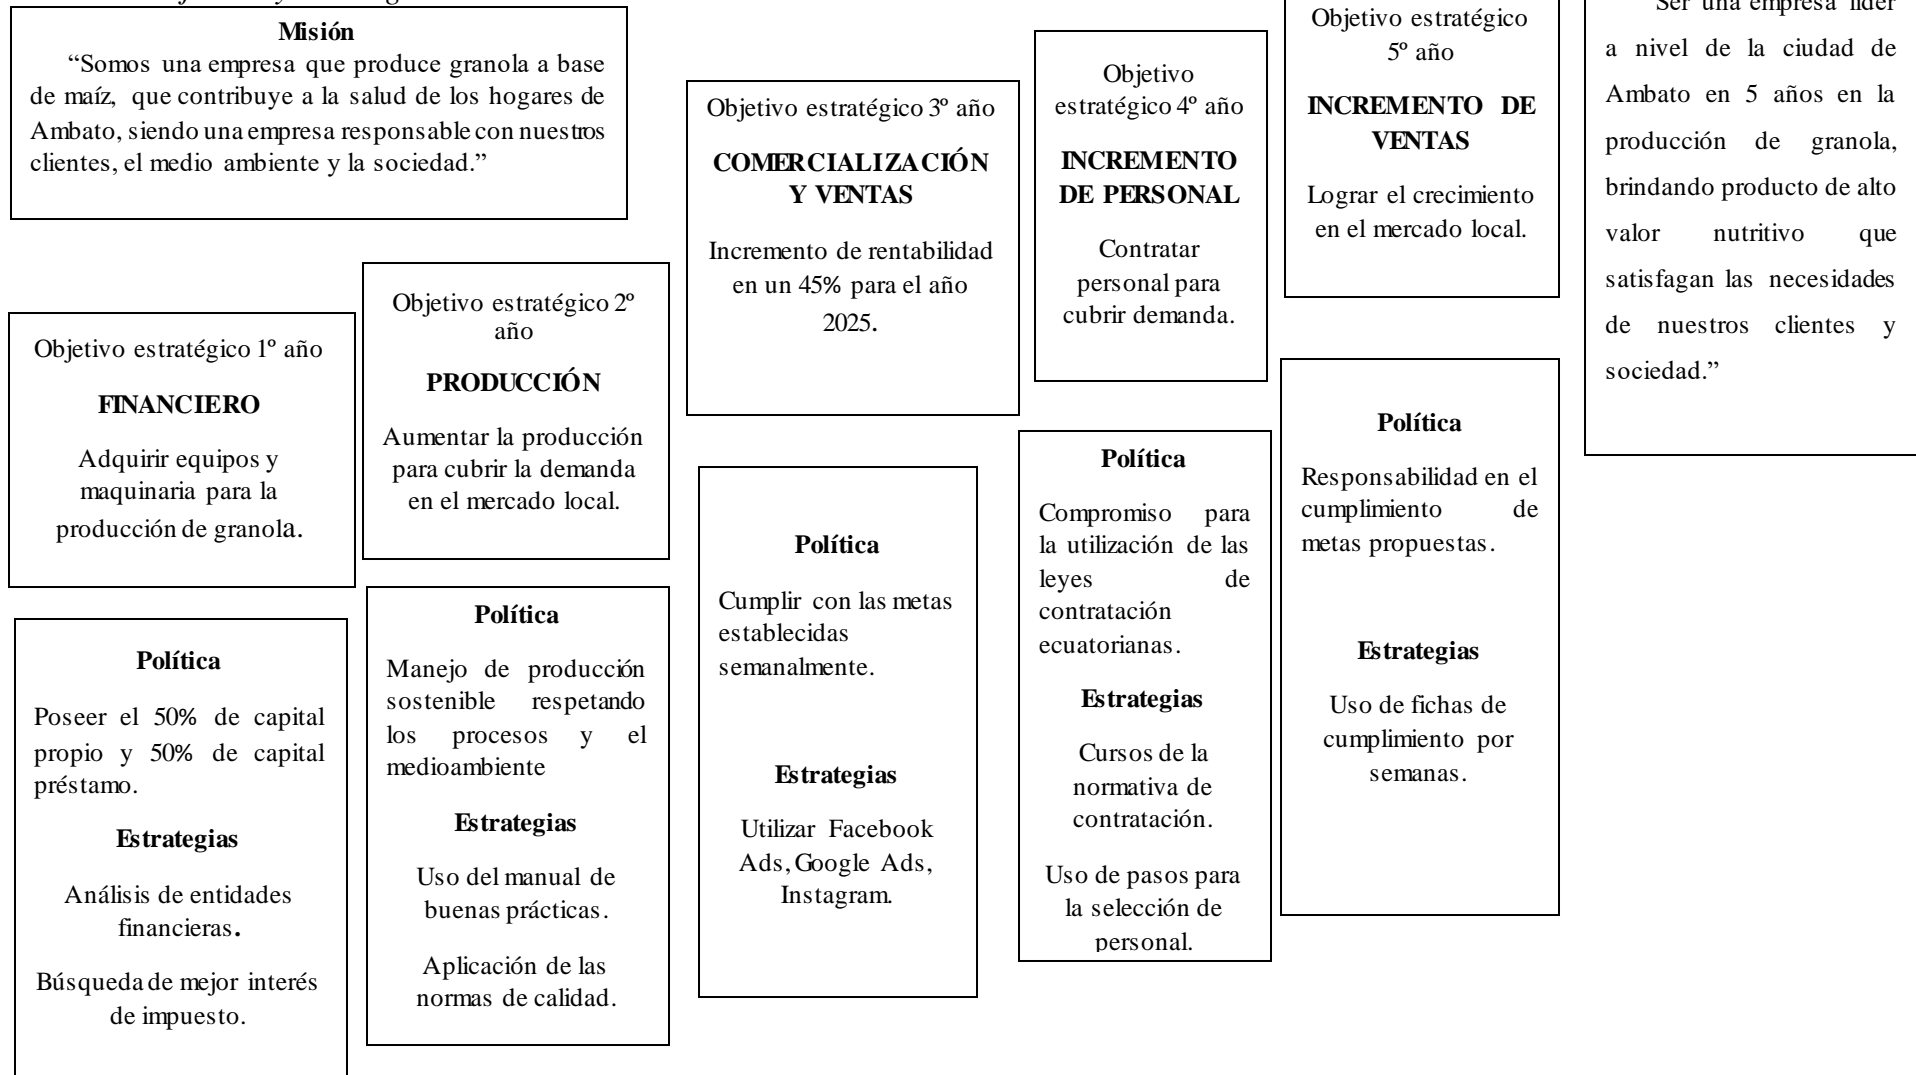 Misión
“Somos una empresa que produce granola a base
de maíz, que contribuye a la salud de los hogares de
Ambato, siendo una empresa responsable con nuestros
clientes, el medio ambiente y la sociedad.”
Objetivo estratégico 1º año
FINANCIERO
Adquirir equipos y
maquinaria para la
producción de granola.
Política
Poseer el 50% de capital
propio y 50% de capital
préstamo.
Estrategias
Análisis de entidades
financieras.
Búsqueda de mejor interés
de impuesto.
Objetivo estratégico 2º
año
PRODUCCIÓN
Aumentar la producción
para cubrir la demanda
en el mercado local.
Política
Manejo de producción
sostenible respetando
los procesos y el
medioambiente
Estrategias
Uso del manual de
buenas prácticas.
Aplicación de las
normas de calidad.
Objetivo estratégico 3º año
COMERCIALIZACIÓN
Y VENTAS
Incremento de rentabilidad
en un 45% para el año
2025.
Política
Cumplir con las metas
establecidas
semanalmente.
Estrategias
Utilizar Facebook
Ads, Google Ads,
Instagram.
Objetivo
estratégico 4º año
INCREMENTO
DE PERSONAL
Contratar
personal para
cubrir demanda.
Política
Compromiso para
la utilización de las
leyes de
contratación
ecuatorianas.
Estrategias
Cursos de la
normativa de
contratación.
Uso de pasos para
la selección de
personal.
Objetivo estratégico
5º año
INCREMENTO DE
VENTAS
Lograr el crecimiento
en el mercado local.
Política
Responsabilidad en el
cumplimiento de
metas propuestas.
Estrategias
Uso de fichas de
cumplimiento por
semanas.
Ser una empresa líder
a nivel de la ciudad de
Ambato en 5 años en la
producción de granola,
brindando producto de alto
valor nutritivo que
satisfagan las necesidades
de nuestros clientes y
sociedad.”